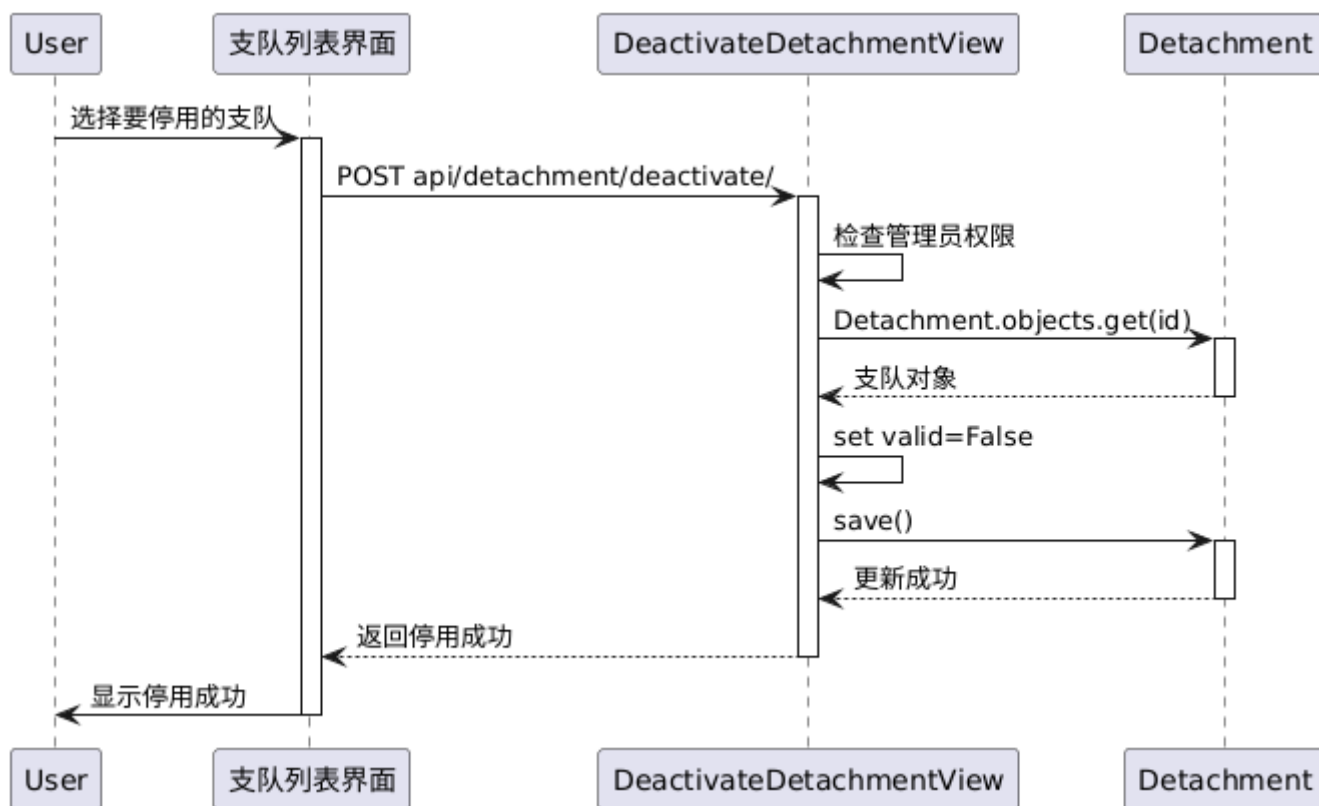 User
支队列表界面
DeactivateDetachmentView
Detachment
选择要停用的支队
POST api/detachment/deactivate/
检查管理员权限
Detachment.objects.get(id)
支队对象
set valid=False
save()
更新成功
返回停用成功
显示停用成功
User
支队列表界面
DeactivateDetachmentView
Detachment